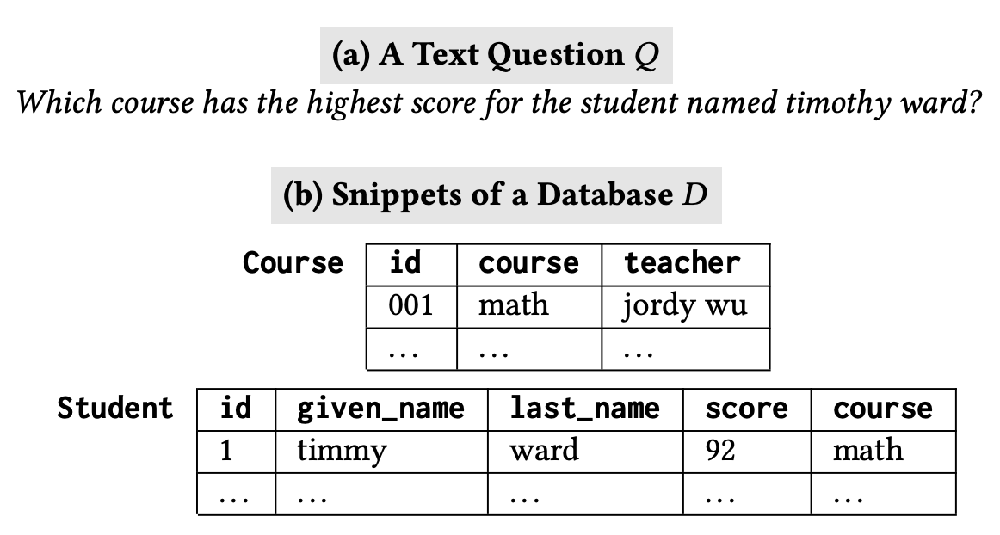 (a) A Text Question Q
Which course has the highest score for the student named timothy ward?
(b) Snippets of a Database D
Course id course teacher
001 math jordy wu
... ... ...
Student id given_name last_name score course
1 timmy ward 92 math
... ... ... ... ...